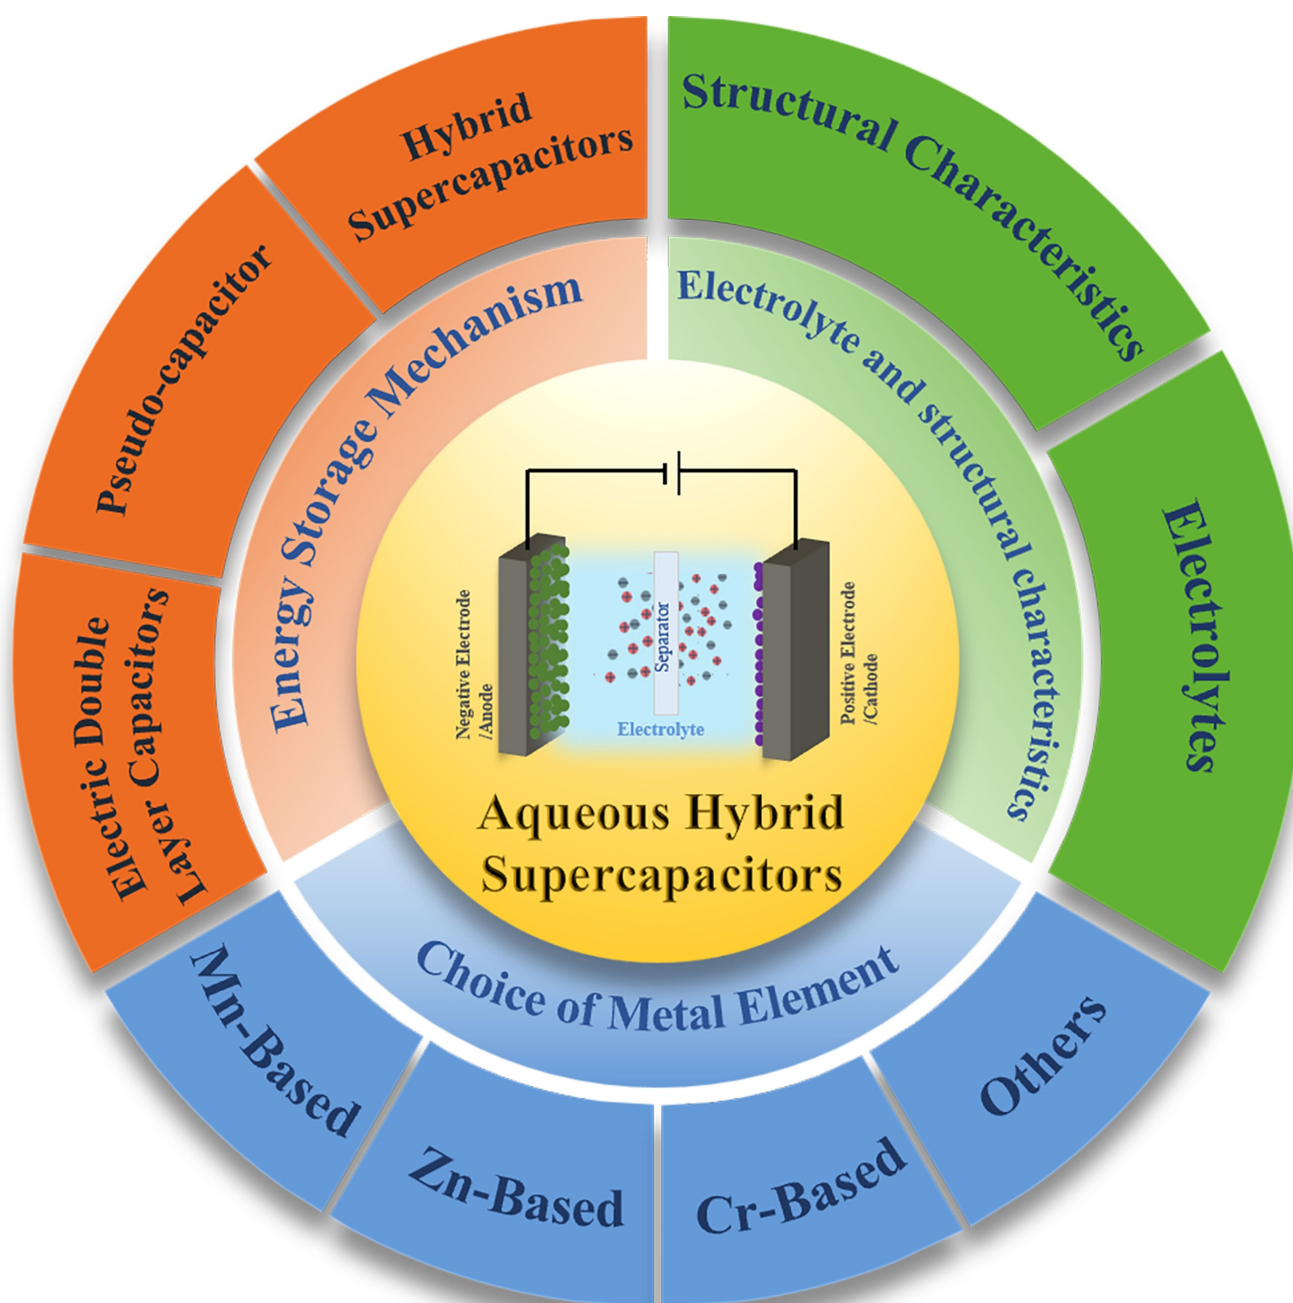 Hybrid
Supercapacitors
Pseudo-capacitor
Electric Double
Layer Capacitors
Energy Storage Mechanism
Structural Characteristics
Electrolytes
Electrolyte and structural characteristics
Negative Electrode
/Anode
Separator
Electrolyte
Positive Electrode
/Cathode
Aqueous Hybrid
Supercapacitors
Choice of Metal Element
Mn-Based
Zn-Based
Cr-Based
Others